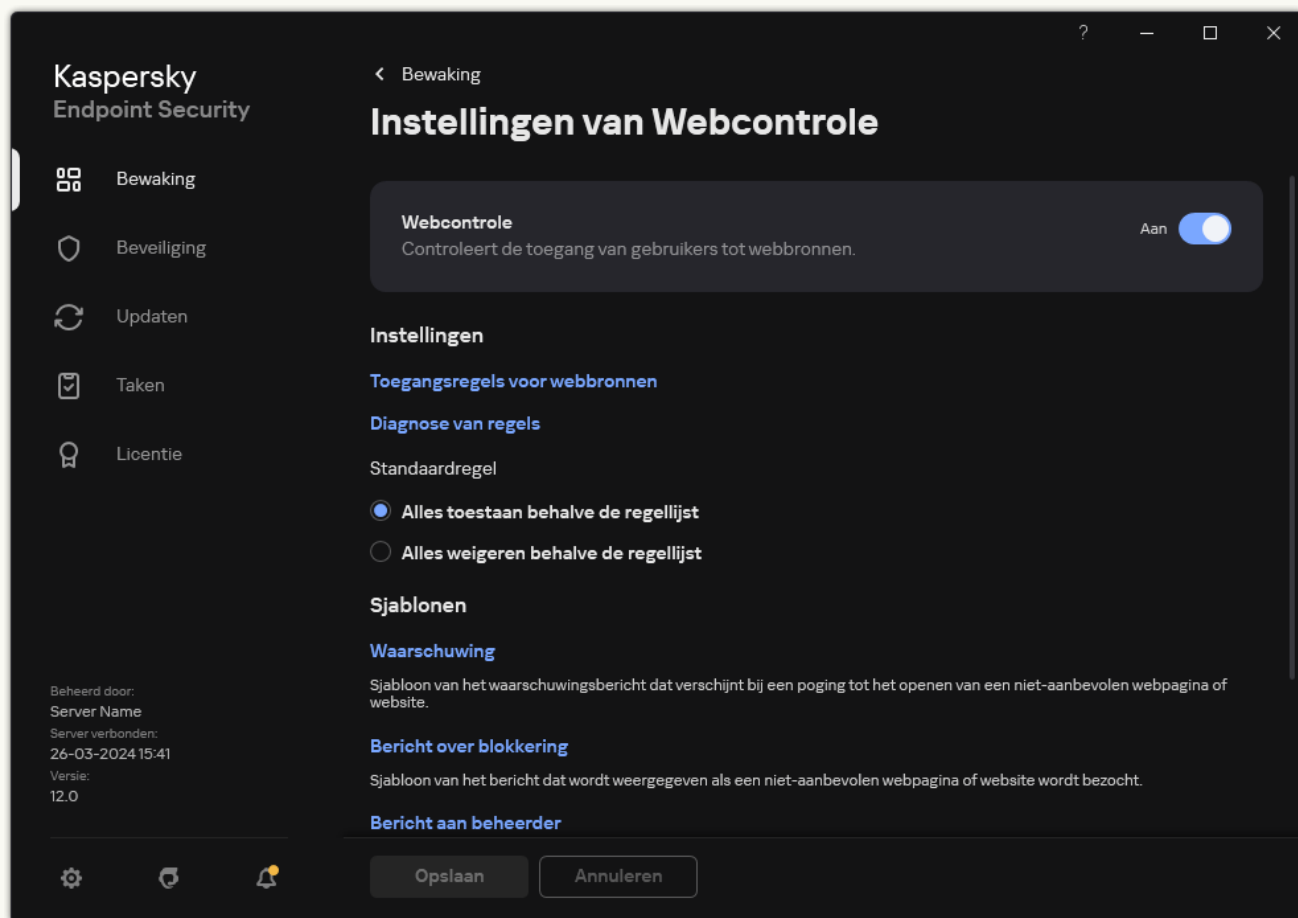 ?
Kaspersky
Endpoint Security
Bewaking
Beveiliging
Updaten
Taken
Licentie
Beheerd door:
Server Name
Server verbonden:
26-03-2024 15:41
Versie:
12.0
Bewaking
Instellingen van Webcontrole
Webcontrole
Controleert de toegang van gebruikers tot webbronnen.
Aan
Instellingen
Toegangsregels voor webbronnen
Diagnose van regels
Standaardregel
Alles toestaan behalve de regellijst
Alles weigeren behalve de regellijst
Sjablonen
Waarschuwing
Sjabloon van het waarschuwingsbericht dat verschijnt bij een poging tot het openen van een niet-aanbevolen webpagina of
website.
Bericht over blokkering
Sjabloon van het bericht dat wordt weergegeven als een niet-aanbevolen webpagina of website wordt bezocht.
Bericht aan beheerder
Opslaan
Annuleren